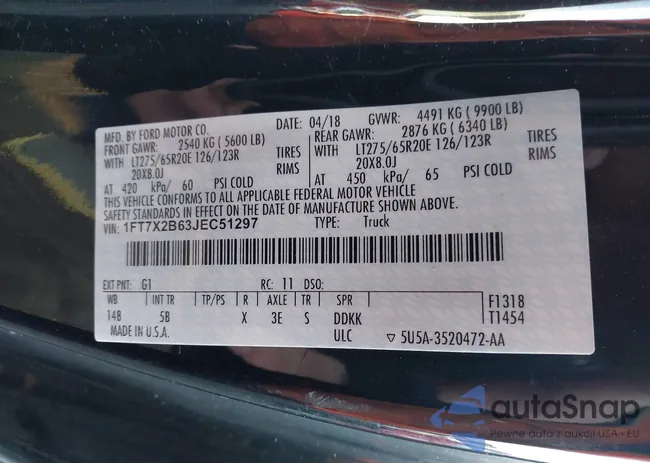 MFD. BY FORD MOTOR CO. DATE: 04/18 GVWR: 4491 KG (9900 LB)
FRONT GAWR: 2540 KG (5600 LB) REAR GAWR: 2876 KG (6340 LB)
WITH LT275/65R20E 126/123R TIRES WITH LT275/65R20E 126/123R TIRES
20X8.0J RIMS 20X8.0J RIMS
AT 420 kPa/ 60 PSI COLD AT 450 kPa/ 65 PSI COLD
THIS VEHICLE CONFORMS TO ALL APPLICABLE FEDERAL MOTOR VEHICLE
SAFETY STANDARDS IN EFFECT ON THE DATE OF MANUFACTURE SHOWN ABOVE.
VIN: 1FT7X2B63JEC51297 TYPE: Truck
EXT PNT: G1 RC: 11 DSO:
WB INT TR TP/PS R AXLE TR SPR F1318
148 5B X 3E S DDKK T1454
MADE IN U.S.A. ULC ▽ 5U5A-3520472-AA
autaSnap
Pewne auta z aukcji USA • EU